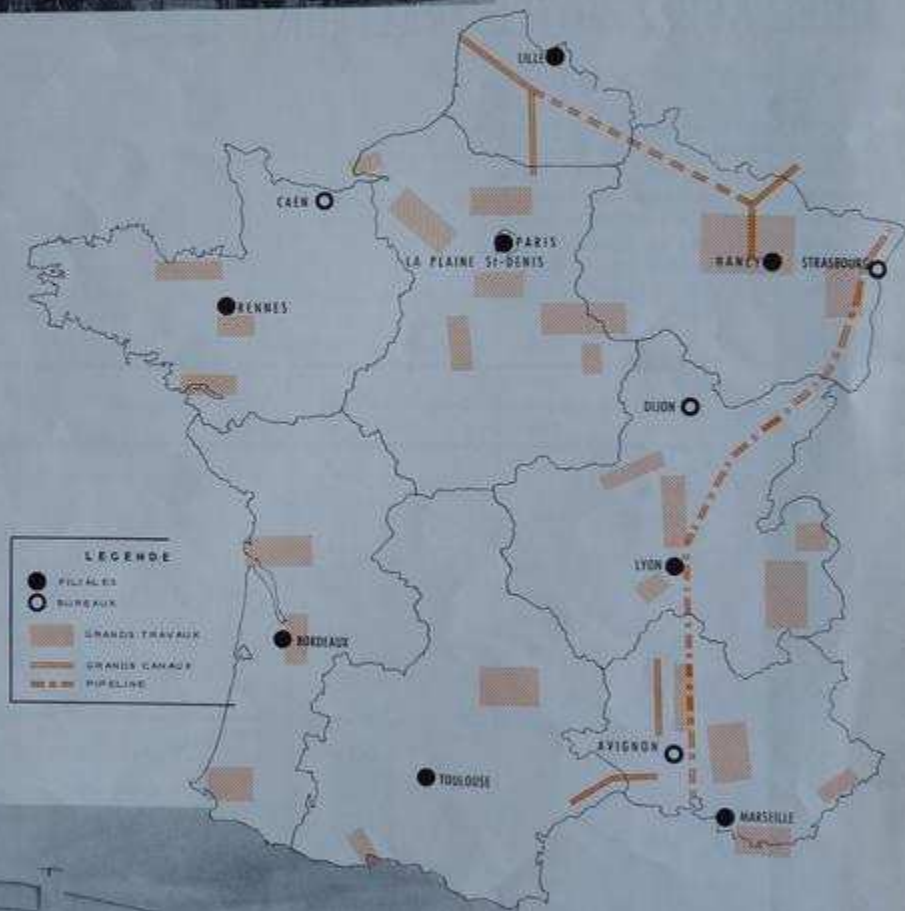 LILLE
CAEN
PARIS
LA PLAINE St-DENIS
NANCY
STRASBOURG
RENNES
DIJON
LEGENDE
FILIALES
BUREAUX
GRANDS TRAVAUX
GRANDS CANAUX
PIPELINE
LYON
BORDEAUX
AVIGNON
TOULOUSE
MARSEILLE